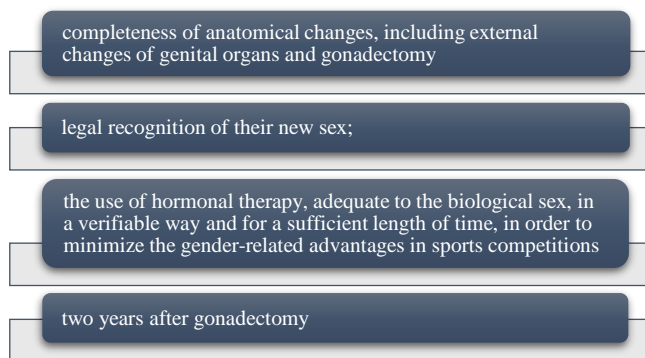 completeness of anatomical changes, including external
changes of genital organs and gonadectomy
legal recognition of their new sex;
the use of hormonal therapy, adequate to the biological sex, in
a verifiable way and for a sufficient length of time, in order to
minimize the gender-related advantages in sports competitions
two years after gonadectomy